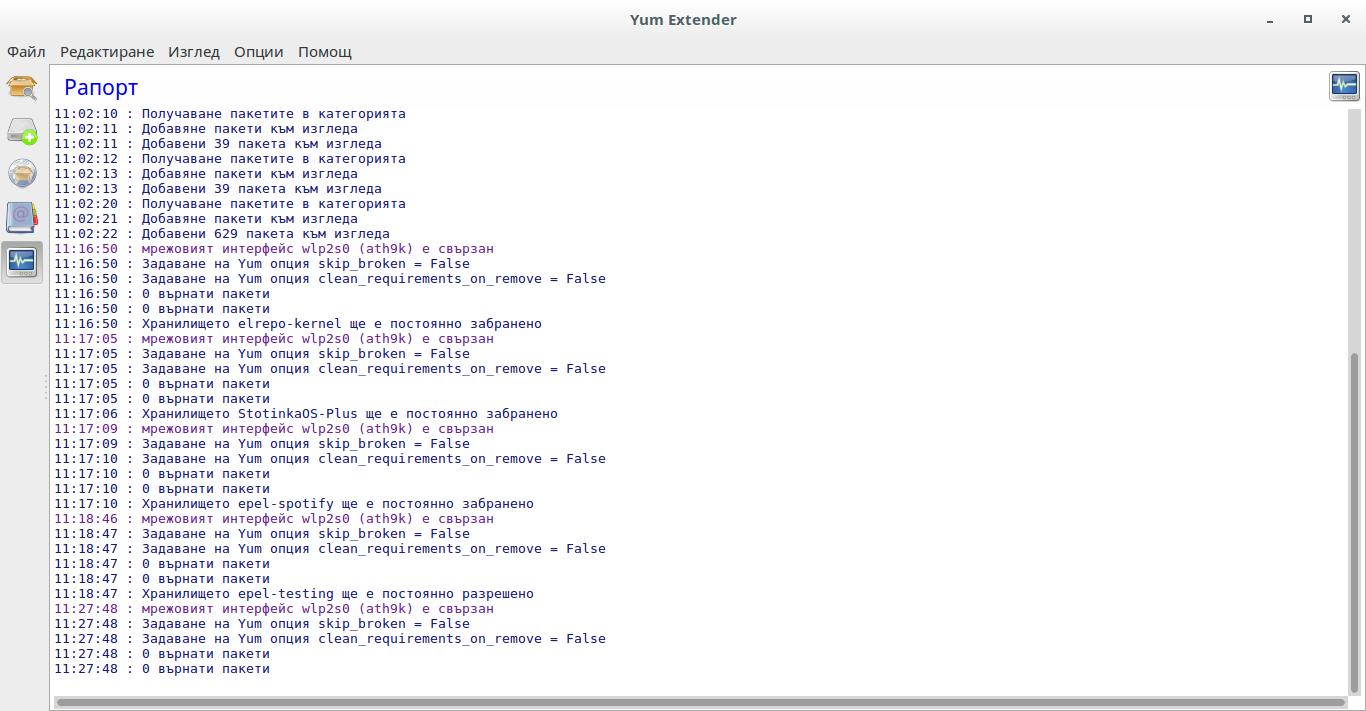 Yum Extender
Файл Редактиране Изглед Опции Помощ
Рапорт
11:02:10 : Получаване пакетите в категорията
11:02:11 : Добавяне пакети към изгледа
11:02:11 : Добавени 39 пакета към изгледа
11:02:12 : Получаване пакетите в категорията
11:02:13 : Добавяне пакети към изгледа
11:02:13 : Добавени 39 пакета към изгледа
11:02:20 : Получаване пакетите в категорията
11:02:21 : Добавяне пакети към изгледа
11:02:22 : Добавени 629 пакета към изгледа
11:16:50 : мрежовият интерфейс wlp2s0 (ath9k) е свързан
11:16:50 : Задаване на Yum опция skip_broken = False
11:16:50 : Задаване на Yum опция clean_requirements_on_remove = False
11:16:50 : 0 върнати пакети
11:16:50 : 0 върнати пакети
11:16:50 : Хранилището elrepo-kernel ще е постоянно забранено
11:17:05 : мрежовият интерфейс wlp2s0 (ath9k) е свързан
11:17:05 : Задаване на Yum опция skip_broken = False
11:17:05 : Задаване на Yum опция clean_requirements_on_remove = False
11:17:05 : 0 върнати пакети
11:17:05 : 0 върнати пакети
11:17:06 : Хранилището StotinkaOS-Plus ще е постоянно забранено
11:17:09 : мрежовият интерфейс wlp2s0 (ath9k) е свързан
11:17:09 : Задаване на Yum опция skip_broken = False
11:17:10 : Задаване на Yum опция clean_requirements_on_remove = False
11:17:10 : 0 върнати пакети
11:17:10 : 0 върнати пакети
11:17:10 : Хранилището epel-spotify ще е постоянно забранено
11:18:46 : мрежовият интерфейс wlp2s0 (ath9k) е свързан
11:18:47 : Задаване на Yum опция skip_broken = False
11:18:47 : Задаване на Yum опция clean_requirements_on_remove = False
11:18:47 : 0 върнати пакети
11:18:47 : 0 върнати пакети
11:18:47 : Хранилището epel-testing ще е постоянно разрешено
11:27:48 : мрежовият интерфейс wlp2s0 (ath9k) е свързан
11:27:48 : Задаване на Yum опция skip_broken = False
11:27:48 : Задаване на Yum опция clean_requirements_on_remove = False
11:27:48 : 0 върнати пакети
11:27:48 : 0 върнати пакети